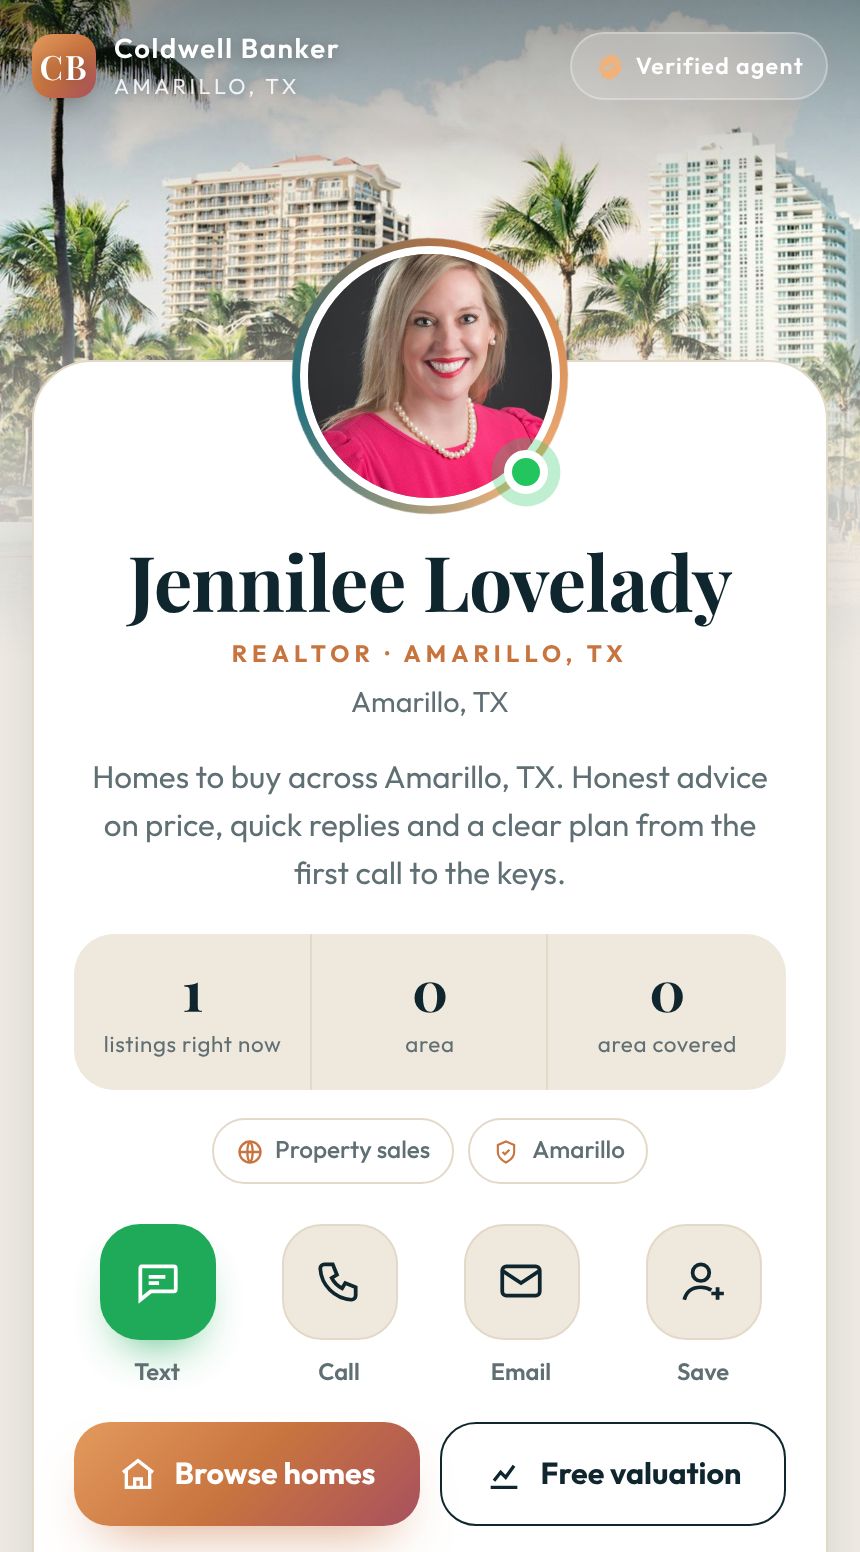 CB
Coldwell Banker
AMARILLO, TX
Verified agent
Jennilee Lovelady
REALTOR · AMARILLO, TX
Amarillo, TX
Homes to buy across Amarillo, TX. Honest advice
on price, quick replies and a clear plan from the
first call to the keys.
1
listings right now
0
area
0
area covered
Property sales
Amarillo
Text
Call
Email
Save
Browse homes
Free valuation